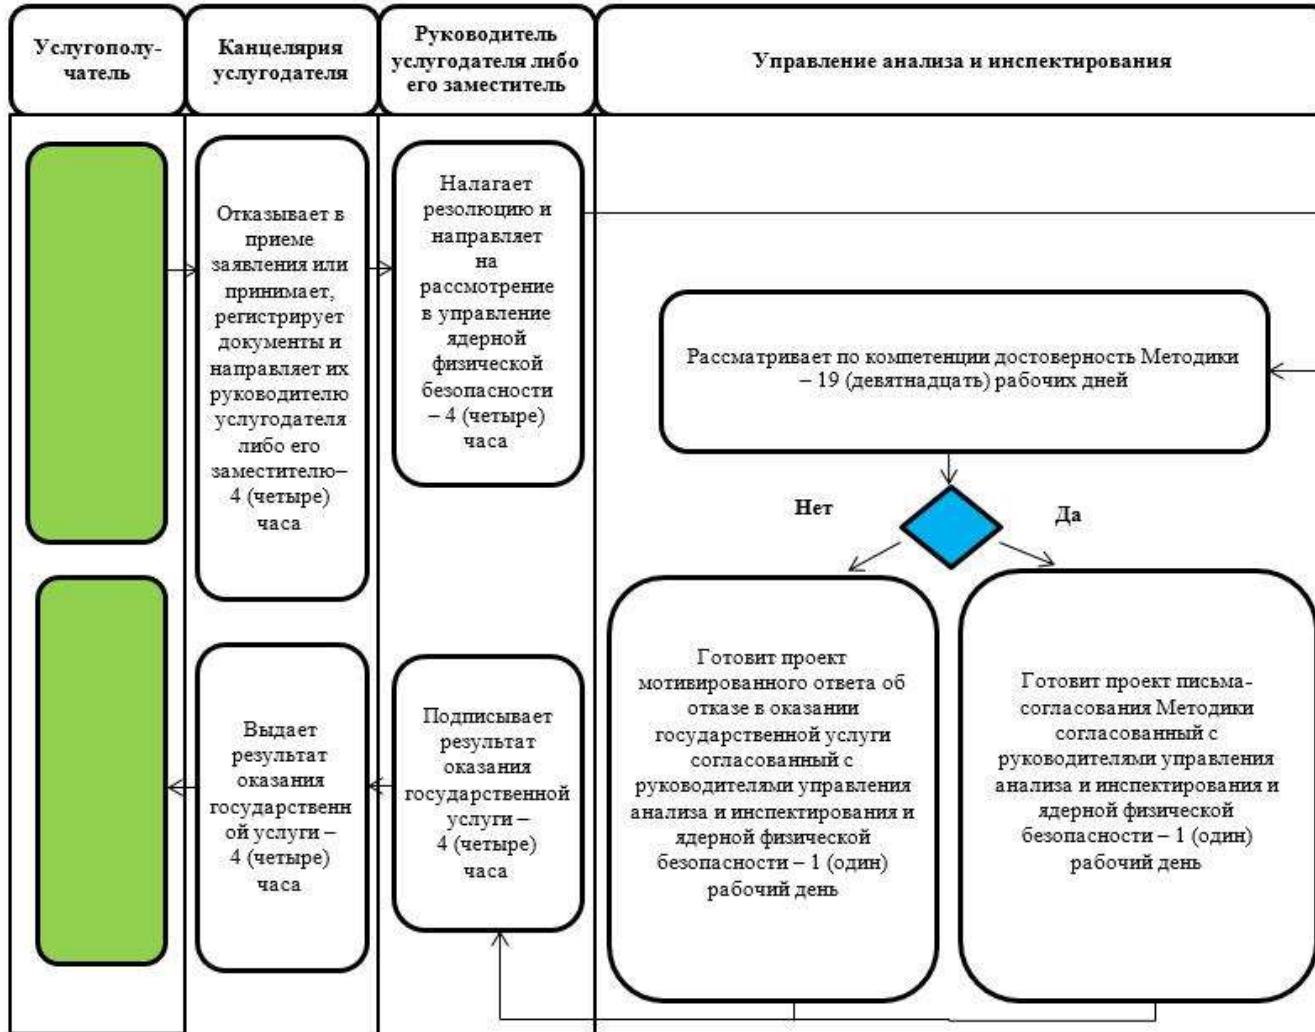 Услугополу-
чатель
Канцелярия
услугодателя
Руководитель
услугодателя либо
его заместитель
Управление анализа и инспектирования
Отказывает в
приеме
заявления или
принимает,
регистрирует
документы и
направляет их
руководителю
услугодателя
либо его
заместителю–
4 (четыре)
часа
Налагает
резолюцию и
направляет
на
рассмотрение
в управление
ядерной
физической
безопасности
– 4 (четыре)
часа
Рассматривает по компетенции достоверность Методики
– 19 (девятнадцать) рабочих дней
Нет
Да
Готовит проект
мотивированного ответа об
отказе в оказании
государственной услуги
согласованный с
руководителями управления
анализа и инспектирования и
ядерной физической
безопасности – 1 (один)
рабочий день
Готовит проект письма-
согласования Методики
согласованный с
руководителями управления
анализа и инспектирования и
ядерной физической
безопасности – 1 (один)
рабочий день
Подписывает
результат
оказания
государственной
услуги –
4 (четыре)
часа
Выдает
результат
оказания
государственн
ой услуги –
4 (четыре)
часа